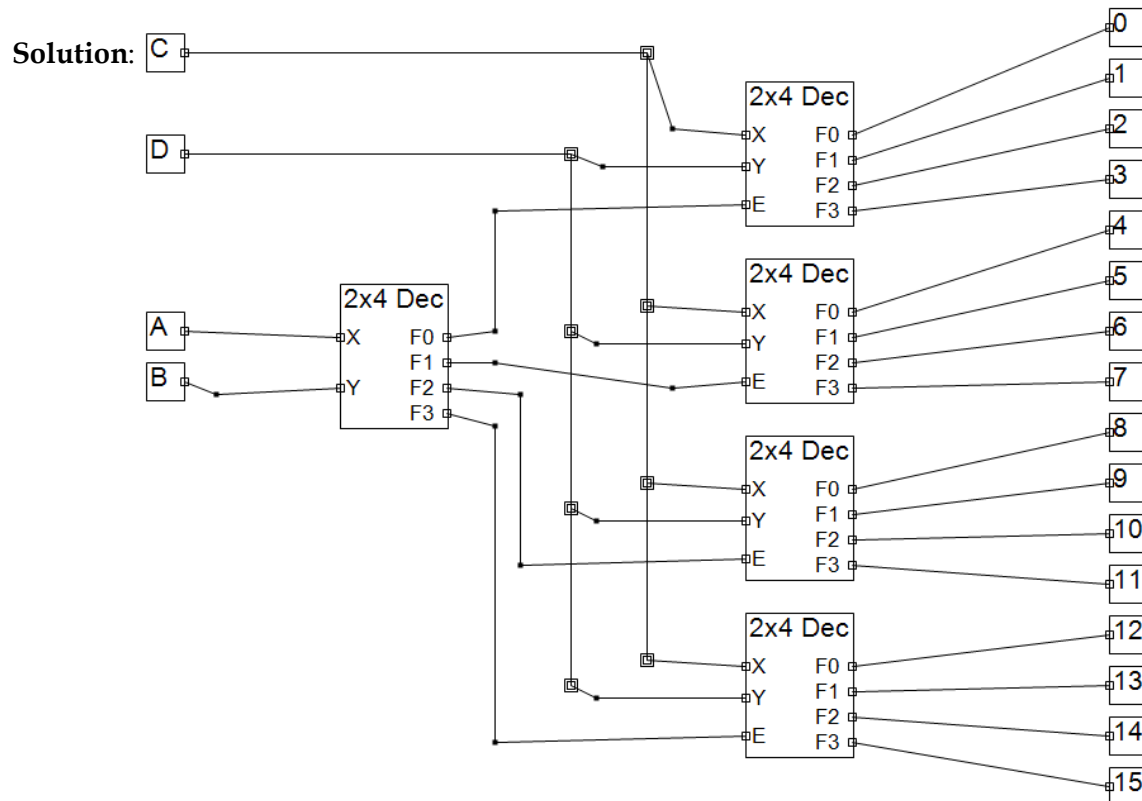 Solution: C
D
A
B
2x4 Dec
X F0
Y F1
F2
F3
2x4 Dec
X F0
Y F1
E F2
F3
2x4 Dec
X F0
Y F1
E F2
F3
2x4 Dec
X F0
Y F1
E F2
F3
2x4 Dec
X F0
Y F1
E F2
F3
0
1
2
3
4
5
6
7
8
9
10
11
12
13
14
15